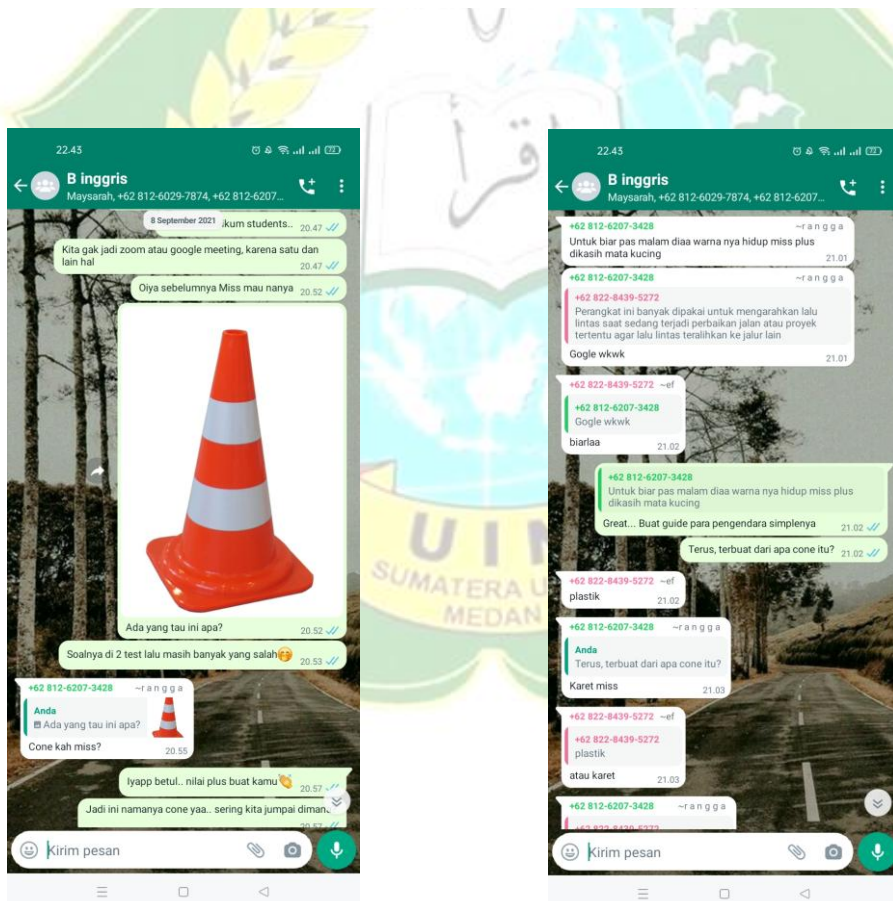 22.43
B inggris
Maysarah, +62 812-6029-7874, +62 812-6207...
8 September 2021
kum students.. 20.47
Kita gak jadi zoom atau google meeting, karena satu dan
lain hal
20.47
Oiya sebelumnya Miss mau nanya 20.52
Ada yang tau ini apa?
20.52
Soalnya di 2 test lalu masih banyak yang salah🤭 20.53
+62 812-6207-3428 ~r a n g g a
Anda
Ada yang tau ini apa?
Cone kah miss?
20.55
Iyapp betul.. nilai plus buat kamu👏 20.57
Jadi ini namanya cone yaa.. sering kita jumpai
20.57
Kirim pesan
22.43
B inggris
Maysarah, +62 812-6029-7874, +62 812-6207...
+62 812-6207-3428 ~r a n g g a
Untuk biar pas malam diaa warna nya hidup miss plus
dikasih mata kucing
21.01
+62 812-6207-3428 ~r a n g g a
+62 822-8439-5272
Perangkat ini banyak dipakai untuk mengarahkan lalu
lintas saat sedang terjadi perbaikan jalan atau proyek
tertentu agar lalu lintas teralihkan ke jalur lain
Gogle wkwk
21.01
+62 822-8439-5272 ~ef
+62 812-6207-3428
Gogle wkwk
biarlaa
21.02
+62 812-6207-3428
Untuk biar pas malam diaa warna nya hidup miss plus
dikasih mata kucing
Great... Buat guide para pengendara simplenya 21.02
Terus, terbuat dari apa cone itu? 21.02
+62 822-8439-5272 ~ef
plastik
21.02
+62 812-6207-3428 ~r a n g g a
Anda
Terus, terbuat dari apa cone itu?
Karet miss
21.03
+62 822-8439-5272 ~ef
+62 822-8439-5272
plastik
atau karet
21.03
+62 812-6207-3428 ~r a n g g a
+62 822-8439-5272
Kirim pesan
اقرأ
UIN
SUMATERA U
MEDAN